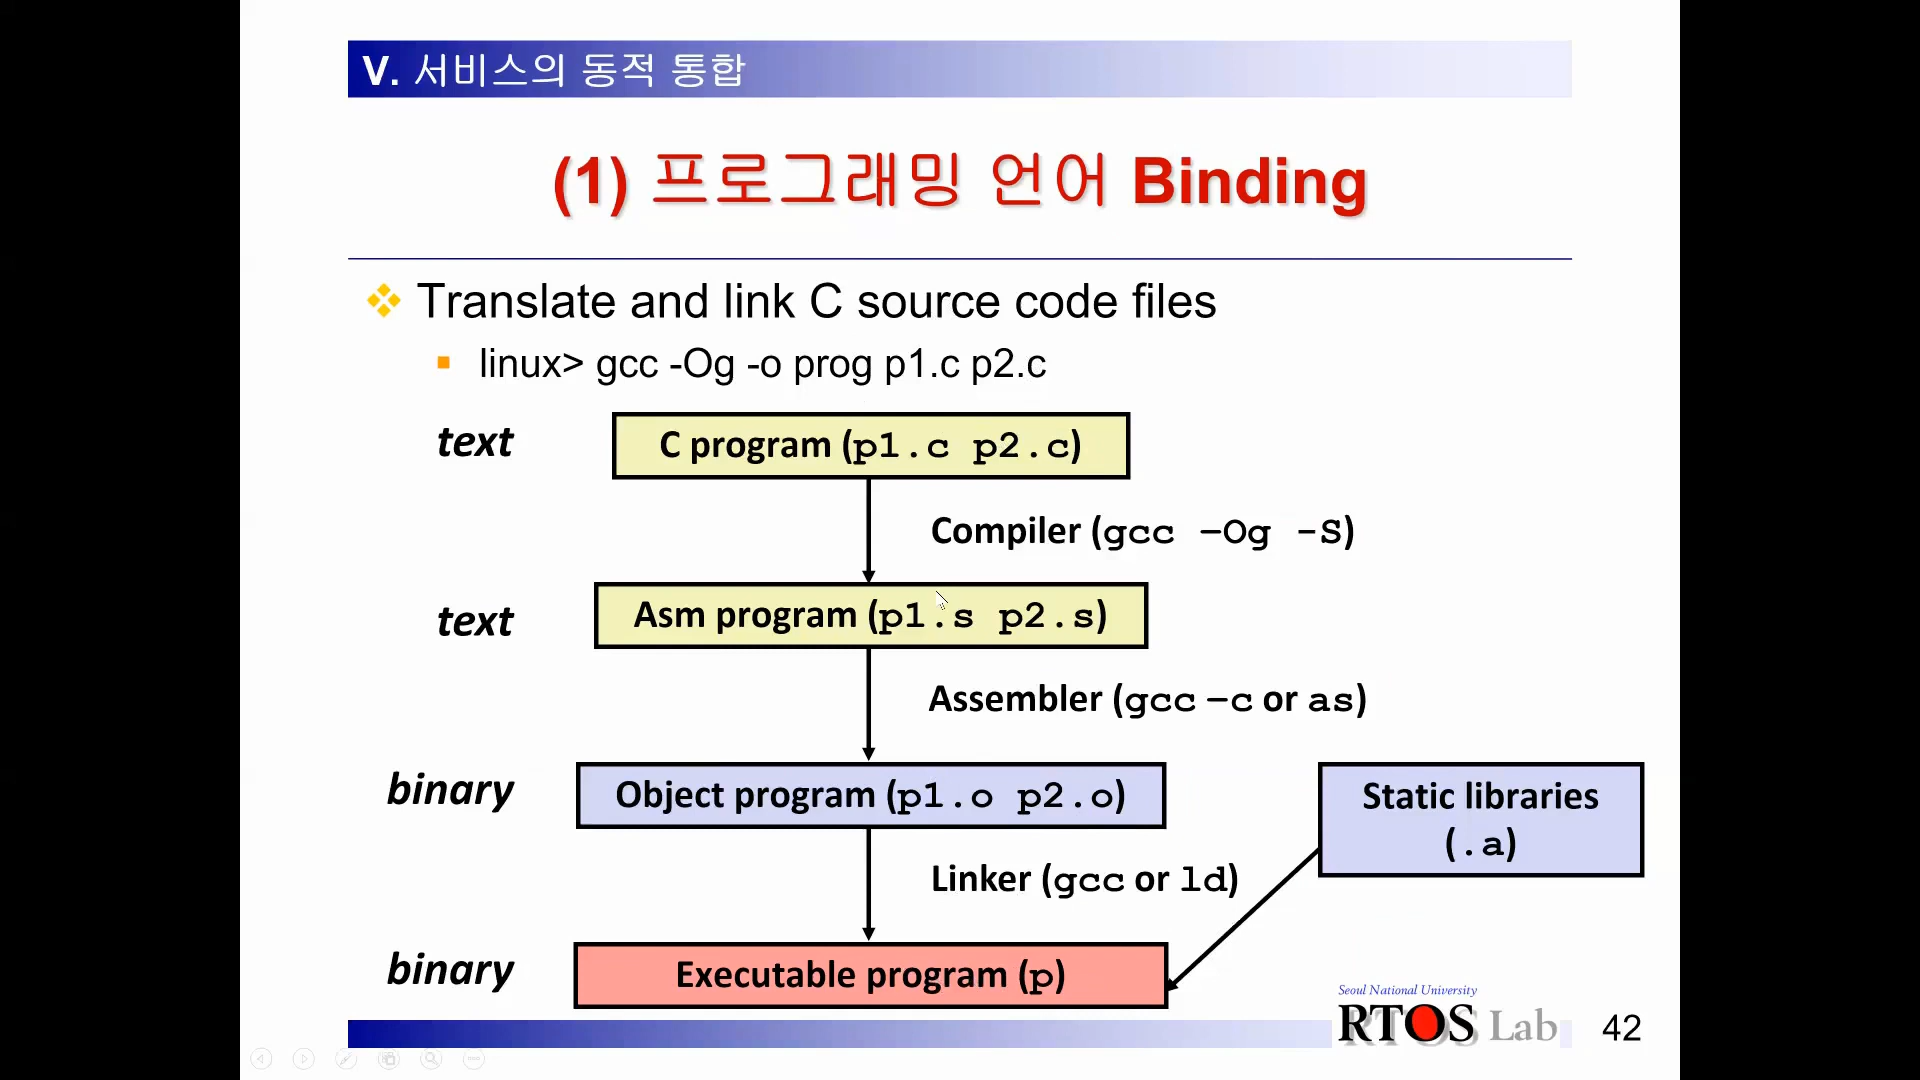 V. 서비스의 동적 통합
(1) 프로그래밍 언어 Binding
Translate and link C source code files
linux> gcc -Og -o prog p1.c p2.c
text
C program (p1.c p2.c)
Compiler (gcc –Og -S)
text
Asm program (p1.s p2.s)
Assembler (gcc –c or as)
binary
Object program (p1.o p2.o)
Static libraries
(.a)
Linker (gcc or ld)
binary
Executable program (p)
Seoul National University
RTOS Lab
42